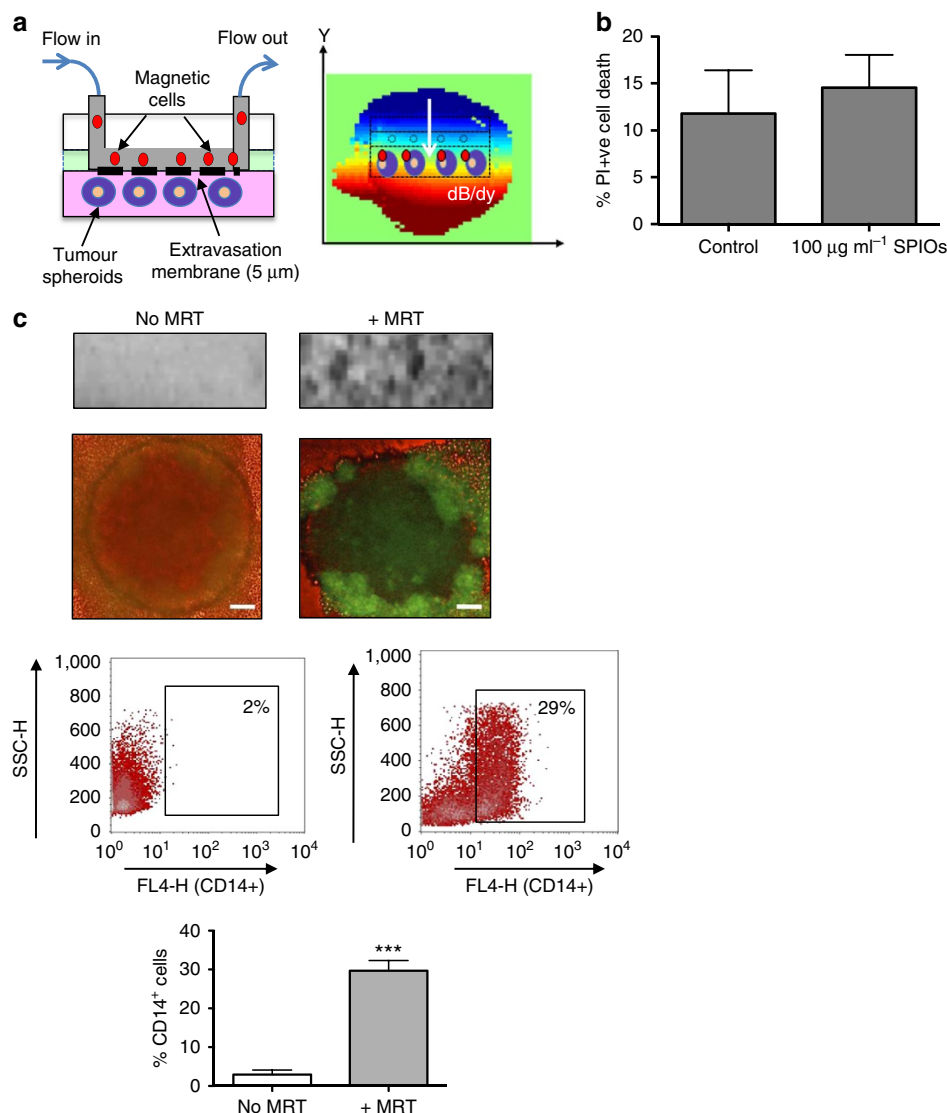 a
Flow in
Flow out
Magnetic
cells
Tumour
spheroids
Extravasation
membrane (5 μm)
Y
dB/dy
b
% PI+ve cell death
20
15
10
5
0
Control
100 μg ml⁻¹ SPIOs
c
No MRT
+ MRT
SSC-H
1,000
800
600
400
200
0
2%
10⁰ 10¹ 10² 10³ 10⁴
FL4-H (CD14+)
SSC-H
1,000
800
600
400
200
0
29%
10⁰ 10¹ 10² 10³ 10⁴
FL4-H (CD14+)
% CD14⁺ cells
40
30
20
10
0
***
No MRT
+ MRT